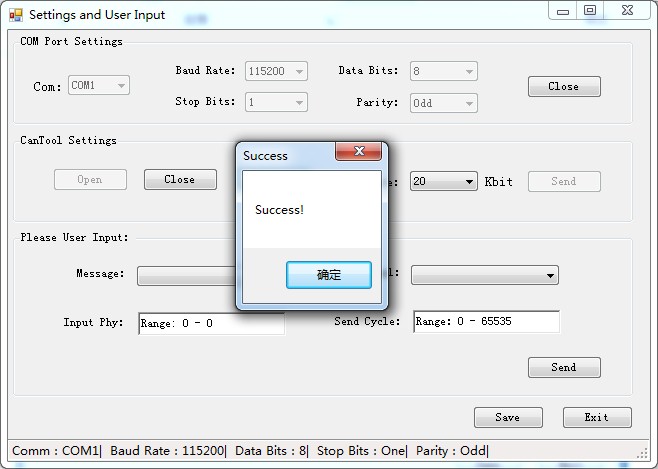 Settings and User Input
COM Port Settings
Com: COM1
Baud Rate: 115200
Data Bits: 8
Stop Bits: 1
Parity: Odd
Close
CanTool Settings
Open
Close
20
Kbit
Send
Success
Success!
确定
Please User Input:
Message:
Input Phy: Range: 0 - 0
Send Cycle: Range: 0 - 65535
Send
Save
Exit
Comm : COM1| Baud Rate : 115200| Data Bits : 8| Stop Bits : One| Parity : Odd|